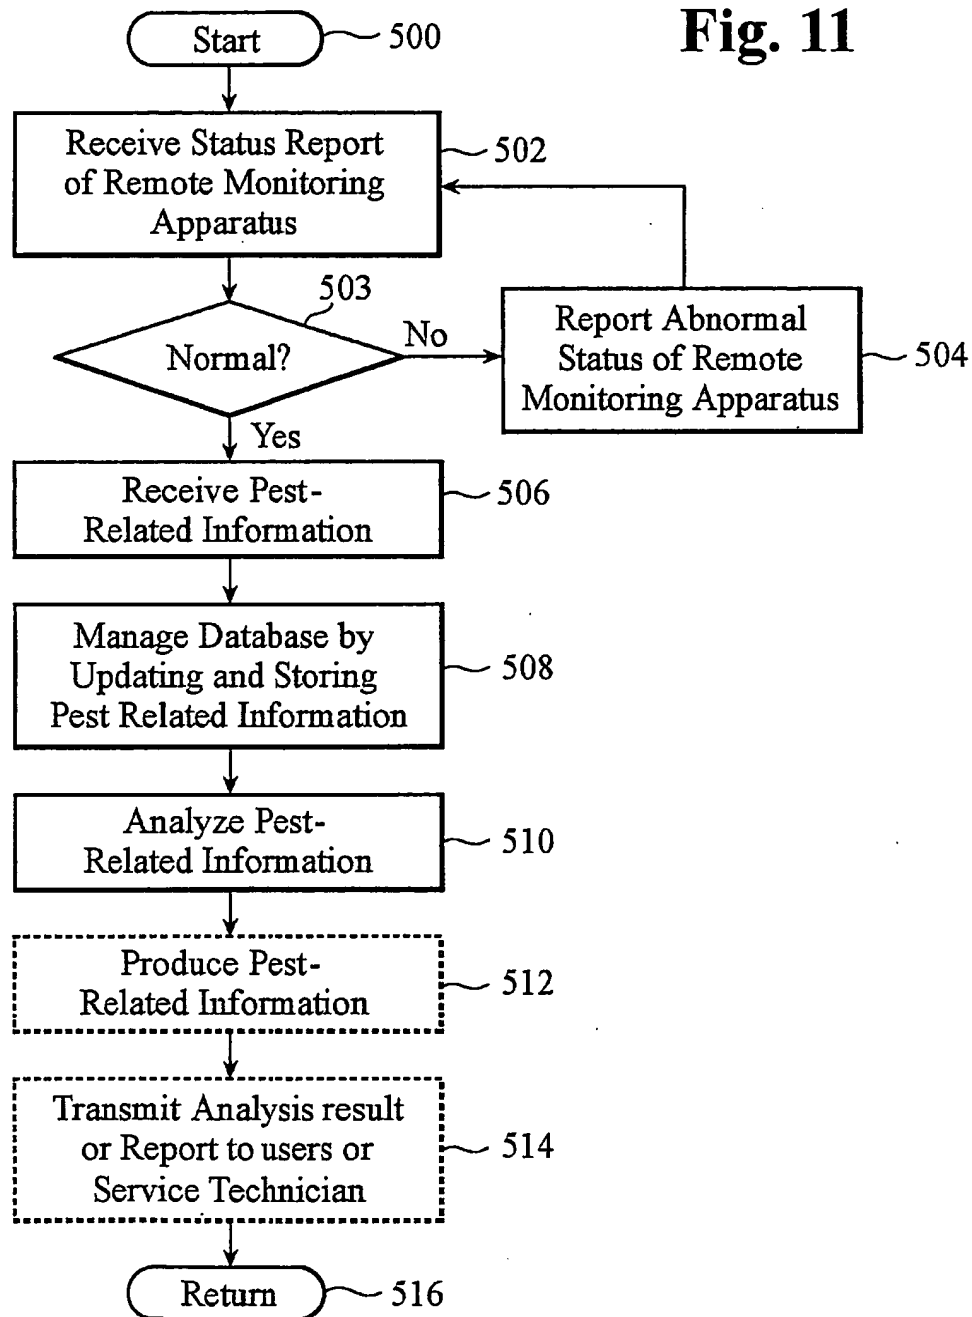 Fig. 11
Start
500
Receive Status Report
of Remote Monitoring
Apparatus
502
503
Normal?
No
Report Abnormal
Status of Remote
Monitoring Apparatus
504
Yes
Receive Pest-
Related Information
506
Manage Database by
Updating and Storing
Pest Related Information
508
Analyze Pest-
Related Information
510
Produce Pest-
Related Information
512
Transmit Analysis result
or Report to users or
Service Technician
514
Return
516